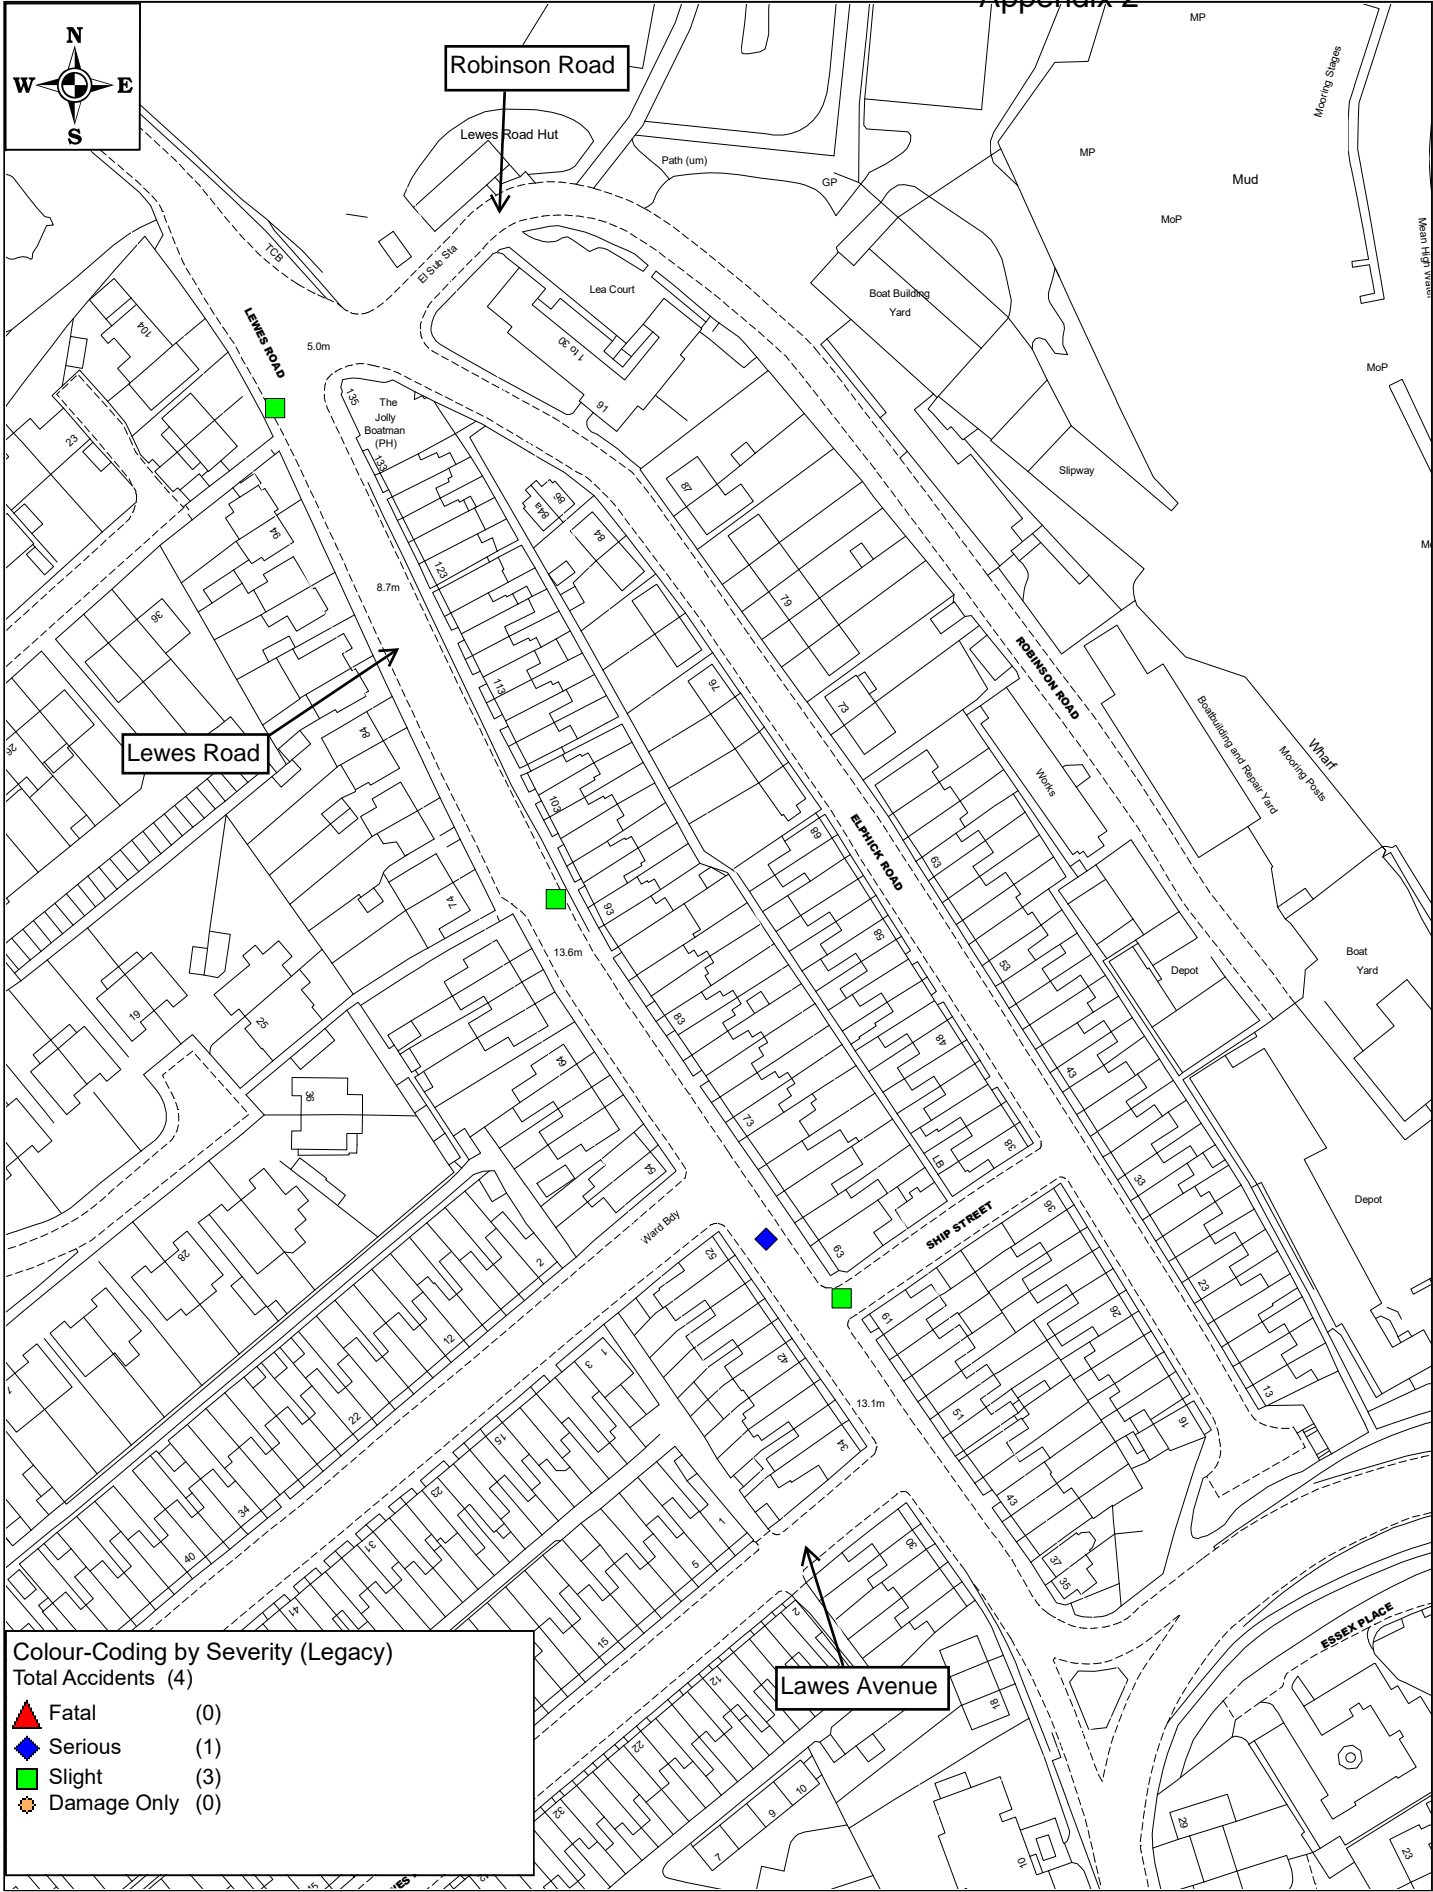 Appendix 2
N
W E
S
Robinson Road
Lewes Road Hut
Path (um)
GP
MP
MP
Mud
MoP
Mooring Stages
Mean High Water
MoP
TCB
El Sub Sta
Lea Court
1 to 30
91
Boat Building
Yard
Slipway
LEWES ROAD
5.0m
104
23
94
36
8.7m
135
The
Jolly
Boatman
(PH)
133
123
113
103
93
83
73
63
86
84a
84
76
87
79
73
Lewes Road
84
74
26
19
25
36
28
64
54
13.6m
ROBINSON ROAD
Works
Boatbuilding and Repair Yard
Wharf
Mooring Posts
ELPHICK ROAD
68
58
48
38
LB
63
53
43
33
23
13
Depot
Boat
Yard
Depot
Ward Bdy
SHIP STREET
36
26
16
61
51
43
37
35
52
42
34
13.1m
2
12
22
34
40
1
3
15
23
31
41
1
5
15
30
2
12
22
32
18
Lawes Avenue
7
9
10
10
29
23
ESSEX PLACE
Colour-Coding by Severity (Legacy)
Total Accidents (4)
Fatal (0)
Serious (1)
Slight (3)
Damage Only (0)